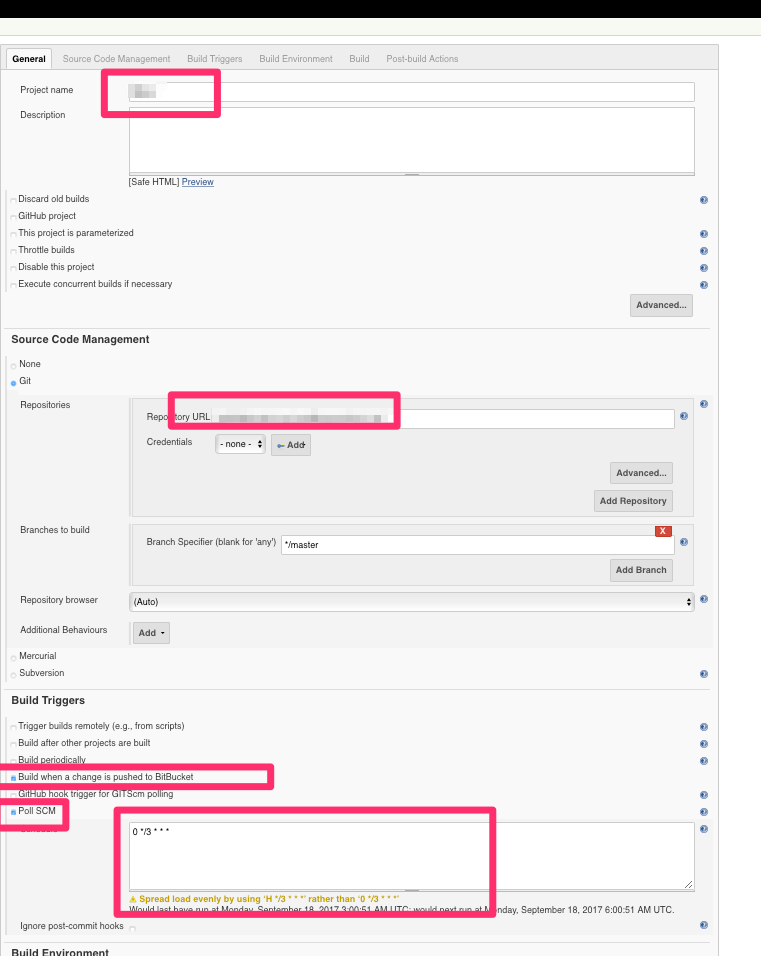 General Source Code Management Build Triggers Build Environment Build Post-build Actions
Project name
Description
[Safe HTML] Preview
Discard old builds
GitHub project
This project is parameterized
Throttle builds
Disable this project
Execute concurrent builds if necessary
Advanced...
Source Code Management
None
Git
Repositories
Repository URL
Credentials - none - Add
Advanced...
Add Repository
Branches to build
X
Branch Specifier (blank for 'any') */master
Add Branch
Repository browser (Auto)
Additional Behaviours Add
Mercurial
Subversion
Build Triggers
Trigger builds remotely (e.g., from scripts)
Build after other projects are built
Build periodically
Build when a change is pushed to BitBucket
GitHub hook trigger for GITScm polling
Poll SCM
0 */3 * * *
Spread load evenly by using ‘H */3 * * *’ rather than ‘0 */3 * * *’
Would last have run at Monday, September 18, 2017 3:00:51 AM UTC; would next run at Monday, September 18, 2017 6:00:51 AM UTC.
Ignore post-commit hooks
Build Environment